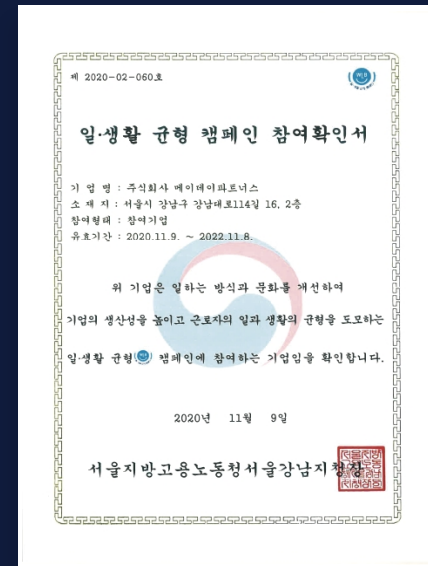 제 2020-02-060호
WLB
일·생활 균형 캠페인 참여확인서
기 업 명 : 주식회사 메이데이파트너스
소 재 지 : 서울시 강남구 강남대로114길 16, 2층
참여형태 : 참여기업
유효기간 : 2020.11.9. ~ 2022.11.8.
위 기업은 일하는 방식과 문화를 개선하여
기업의 생산성을 높이고 근로자의 일과 생활의 균형을 도모하는
일·생활 균형 캠페인에 참여하는 기업임을 확인합니다.
2020년 11월 9일
서울지방고용노동청서울강남지청장